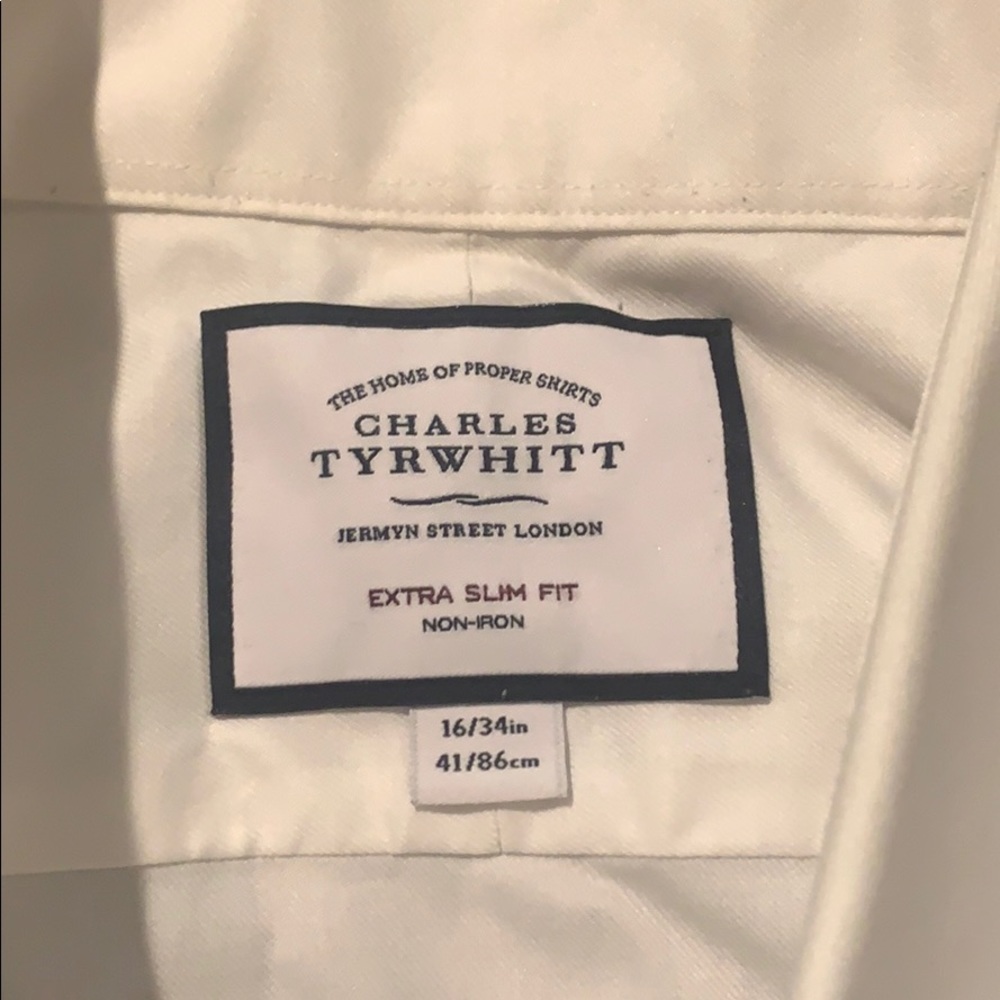 THE HOME OF PROPER SHIRTS
CHARLES
TYRWHITT
JERMYN STREET LONDON
EXTRA SLIM FIT
NON-IRON
16/34in
41/86cm